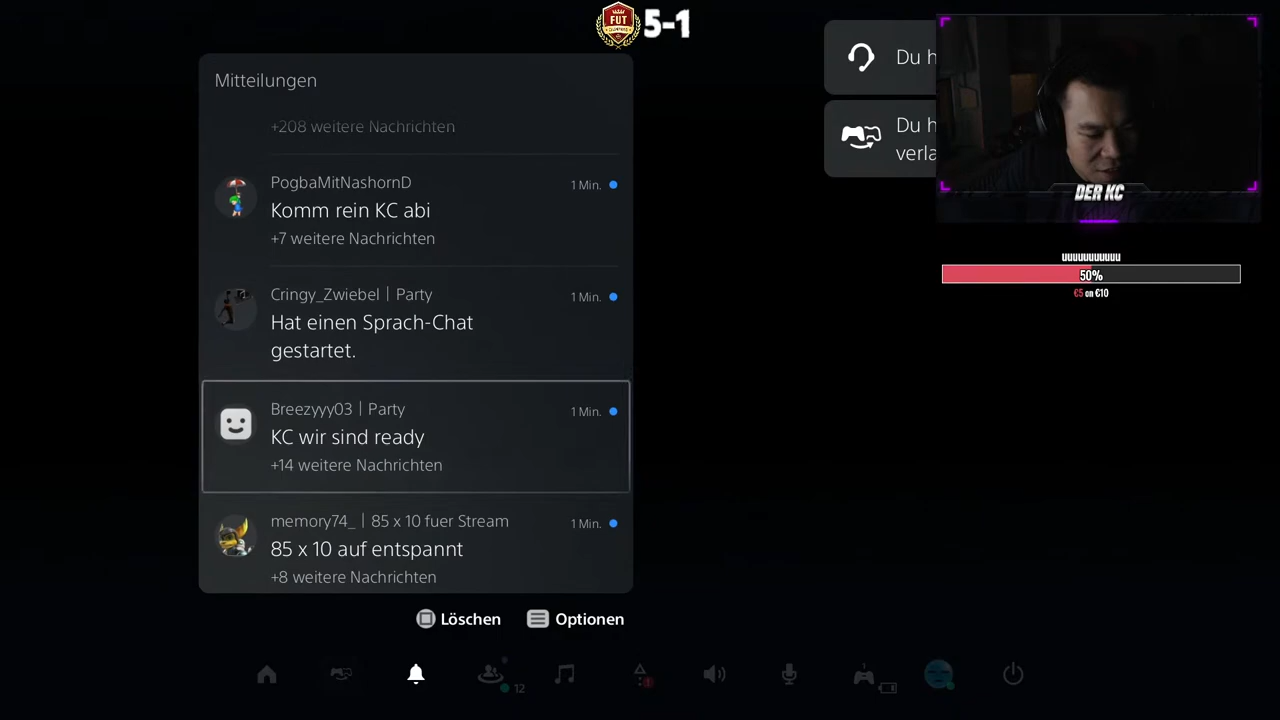 FUT
5-1
Mitteilungen
+208 weitere Nachrichten
PogbaMitNashornD
1 Min.
Komm rein KC abi
+7 weitere Nachrichten
Cringy_Zwiebel | Party
1 Min.
Hat einen Sprach-Chat
gestartet.
Breezyyy03 | Party
1 Min.
KC wir sind ready
+14 weitere Nachrichten
memory74_ | 85 x 10 fuer Stream
1 Min.
85 x 10 auf entspannt
+8 weitere Nachrichten
Löschen
Optionen
12
1
Du h
Du h
verla
DER KC
50%
€5 en €10